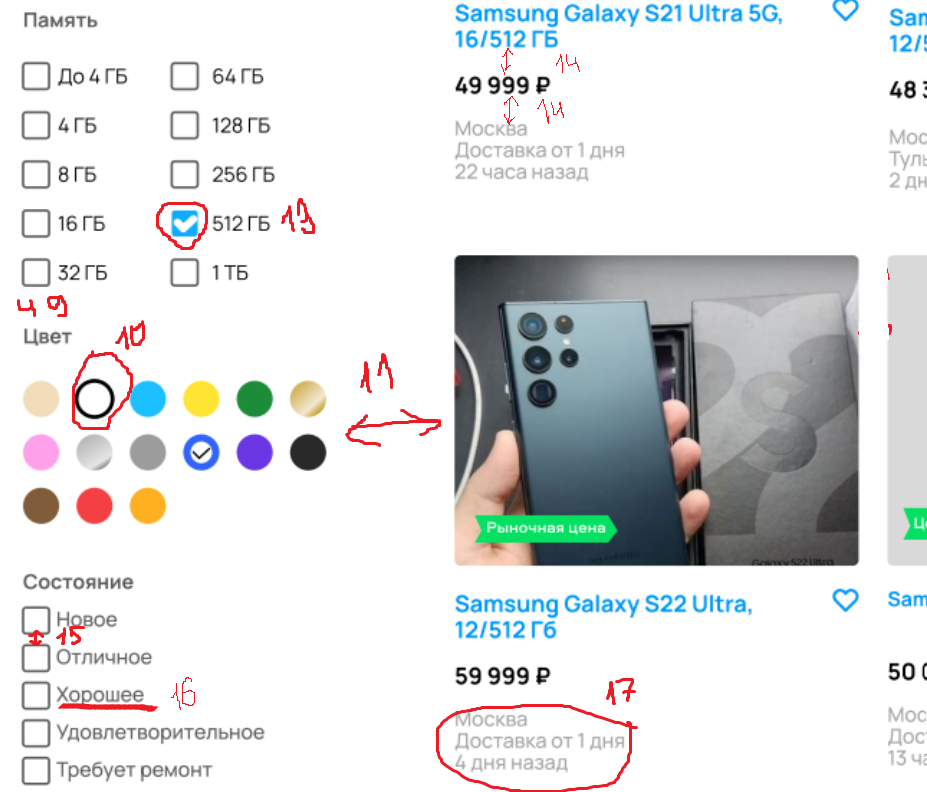 Память
До 4 ГБ
64 ГБ
4 ГБ
128 ГБ
8 ГБ
256 ГБ
16 ГБ
512 ГБ
13
32 ГБ
1 ТБ
Цвет
10
11
Состояние
Новое
15
Отличное
Хорошее
16
Удовлетворительное
Требует ремонт
Samsung Galaxy S21 Ultra 5G,
16/512 ГБ
14
49 999 ₽
14
Москва
Доставка от 1 дня
22 часа назад
Рыночная цена
Galaxy S22 Ultra
Samsung Galaxy S22 Ultra,
12/512 Гб
59 999 ₽
17
Москва
Доставка от 1 дня
4 дня назад
Sam
12/5
48 3
Мос
Туль
2 дн
Це
Sam
50 0
Мос
Дос
13 ча